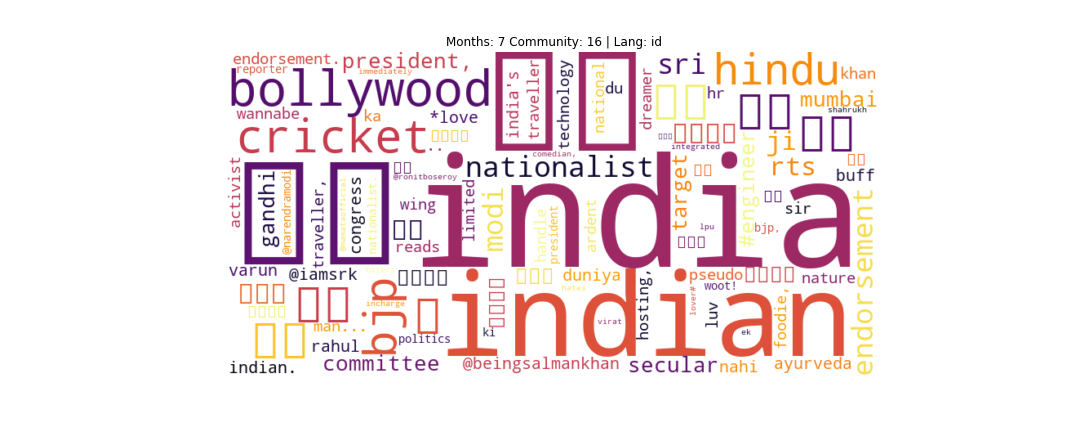 Months: 7 Community: 16 | Lang: id
endorsement. president, india's traveller technology national du dreamer sri hindu khan
reporter immediately
bollywood hr mumbai
wannabe ka *love shahrukh
cricket .. ji
comedian, integrated rts
activist nationalist target #engineer buff
gandhi @narendramodi traveller, @mamataofficial congress nationalist. @ronitboseroy
wing limited modi india sir
handle president ardent lpu bjp,
reads
varun @iamsrk duniya pseudo nature endorsement
hates woot!
incharge bjp indian hosting, lover# luv foodie,
man... virat
rahul politics ki ek
indian. committee @beingsalmankhan secular nahi ayurveda